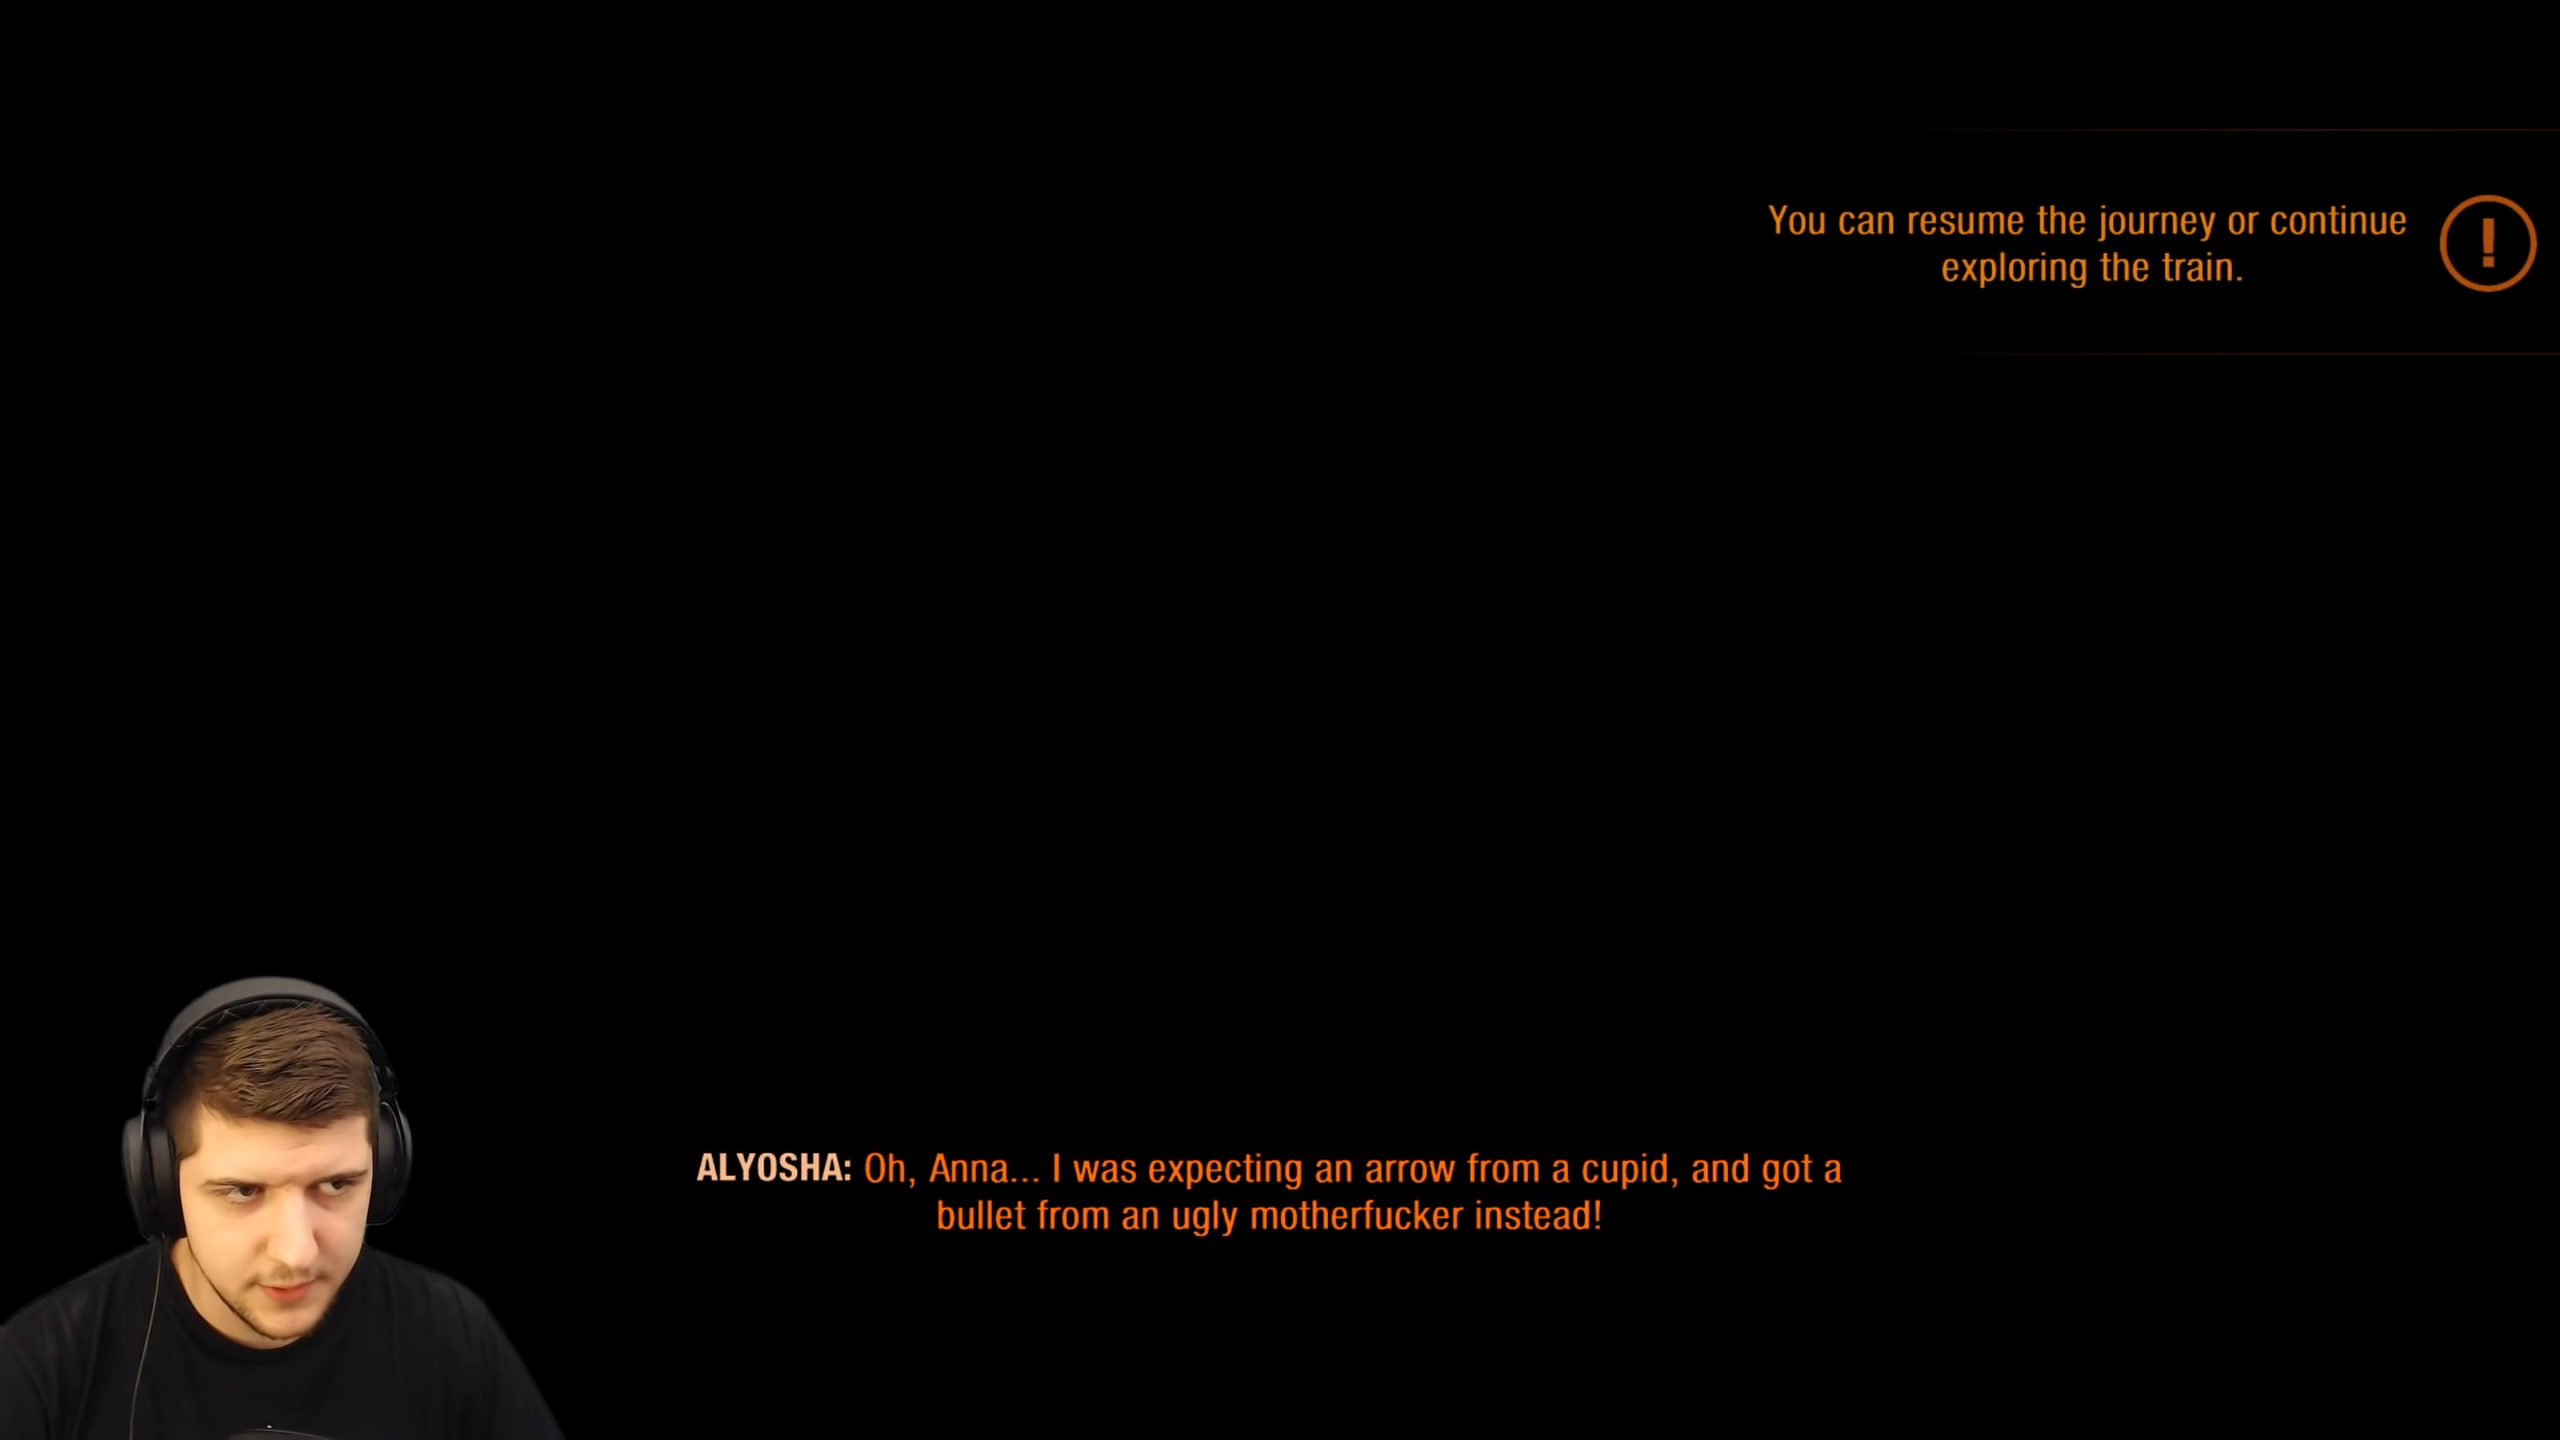 You can resume the journey or continue
exploring the train.
!
ALYOSHA: Oh, Anna... I was expecting an arrow from a cupid, and got a
bullet from an ugly motherfucker instead!